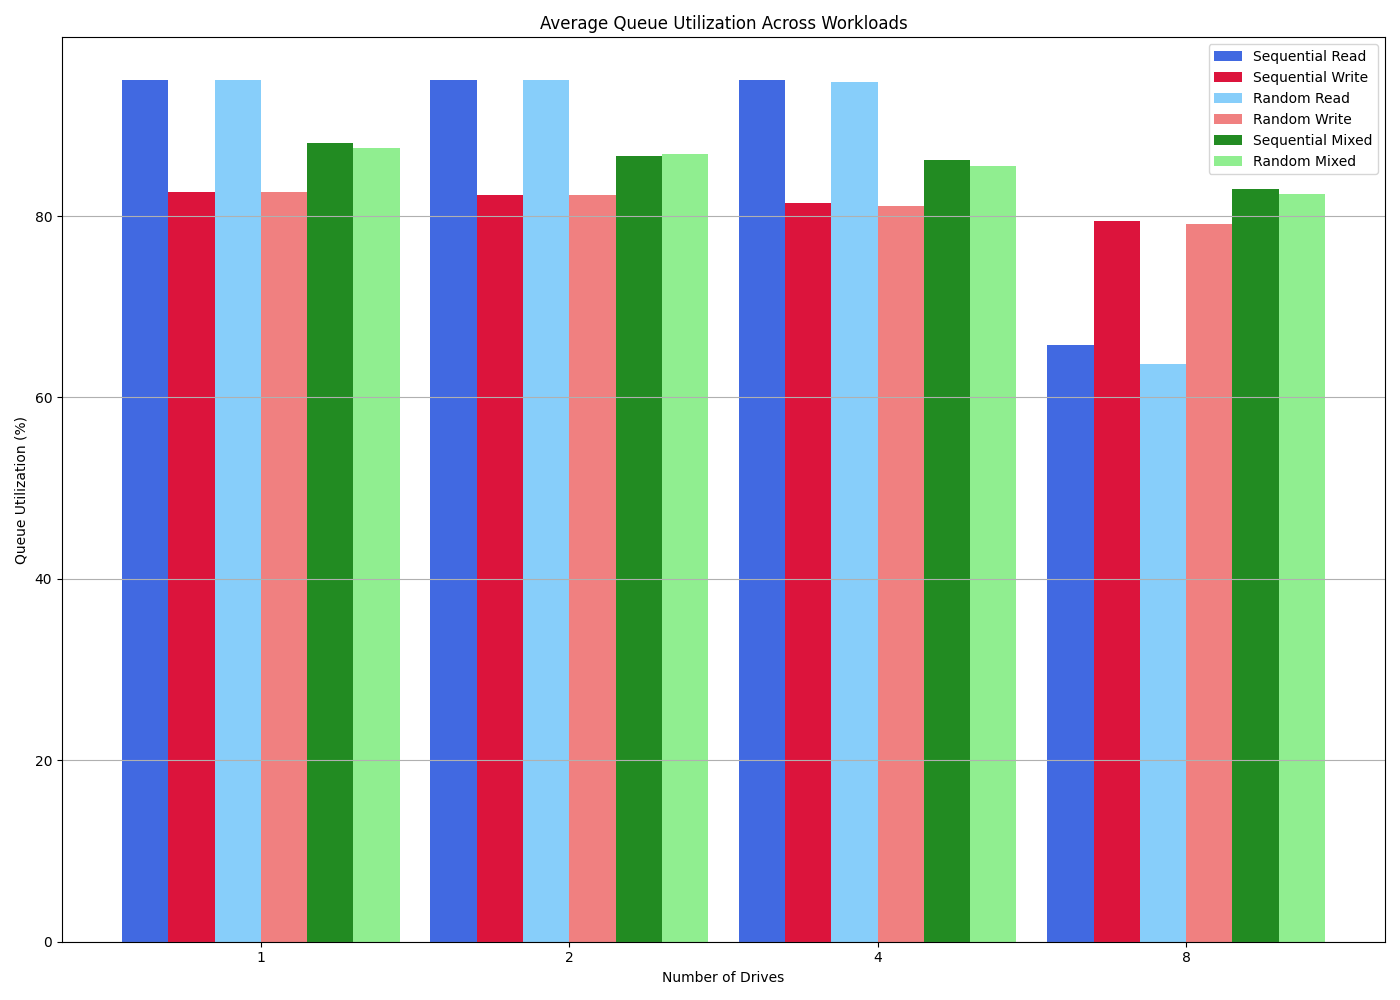 Average Queue Utilization Across Workloads
Sequential Read
Sequential Write
Random Read
Random Write
Sequential Mixed
Random Mixed
Queue Utilization (%)
80
60
40
20
0
1 2 4 8
Number of Drives